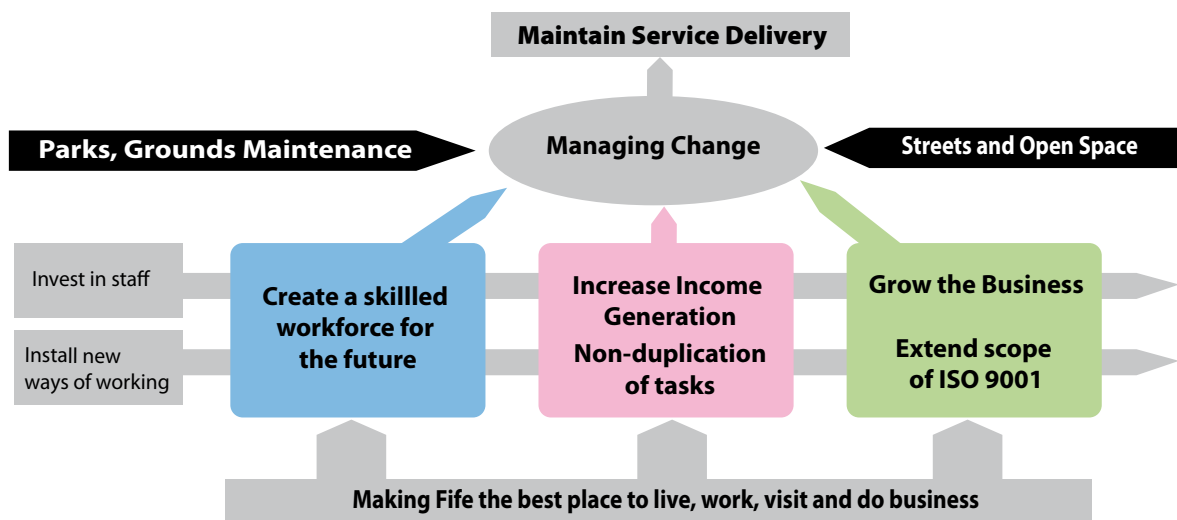 Maintain Service Delivery
Parks, Grounds Maintenance
Managing Change
Streets and Open Space
Invest in staff
Install new
ways of working
Create a skillled
workforce for
the future
Increase Income
Generation
Non-duplication
of tasks
Grow the Business
Extend scope
of ISO 9001
Making Fife the best place to live, work, visit and do business